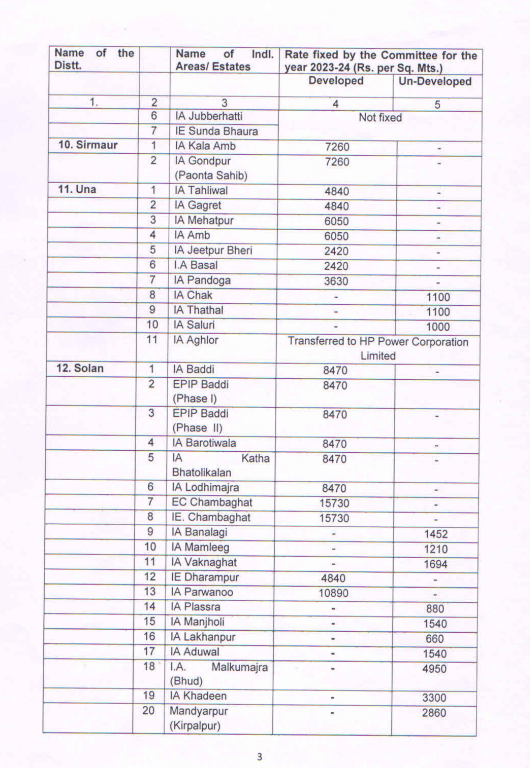 Name of the Distt. Name of Indl. Areas/ Estates Rate fixed by the Committee for the year 2023-24 (Rs. per Sq. Mts.)
Developed Un-Developed
1. 2 3 4 5
6 IA Jubberhatti Not fixed
7 IE Sunda Bhaura
10. Sirmaur 1 IA Kala Amb 7260 -
2 IA Gondpur (Paonta Sahib) 7260 -
11. Una 1 IA Tahliwal 4840 -
2 IA Gagret 4840 -
3 IA Mehatpur 6050 -
4 IA Amb 6050 -
5 IA Jeetpur Bheri 2420 -
6 I.A Basal 2420 -
7 IA Pandoga 3630 -
8 IA Chak - 1100
9 IA Thathal - 1100
10 IA Saluri - 1000
11 IA Aghlor Transferred to HP Power Corporation Limited
12. Solan 1 IA Baddi 8470 -
2 EPIP Baddi (Phase I) 8470
3 EPIP Baddi (Phase II) 8470 -
4 IA Barotiwala 8470 -
5 IA Katha Bhatolikalan 8470 -
6 IA Lodhimajra 8470 -
7 EC Chambaghat 15730 -
8 IE. Chambaghat 15730 -
9 IA Banalagi - 1452
10 IA Mamleeg - 1210
11 IA Vaknaghat - 1694
12 IE Dharampur 4840 -
13 IA Parwanoo 10890 -
14 IA Plassra - 880
15 IA Manjholi - 1540
16 IA Lakhanpur - 660
17 IA Aduwal - 1540
18 I.A. Malkumajra (Bhud) - 4950
19 IA Khadeen - 3300
20 Mandyarpur (Kirpalpur) - 2860
3